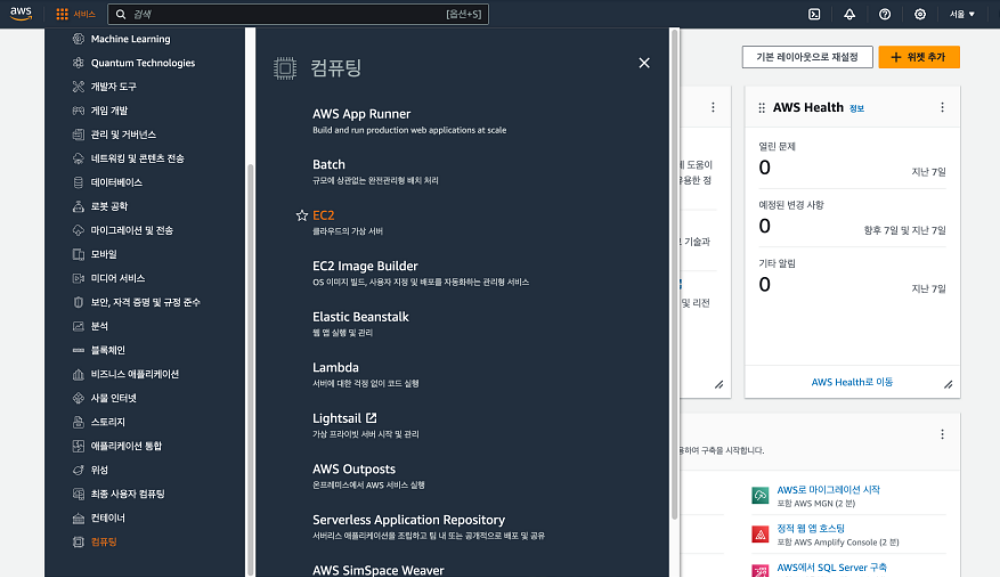 aws
서비스
검색
[옵션+S]
서울 ▼
Machine Learning
Quantum Technologies
개발자 도구
게임 개발
관리 및 거버넌스
네트워킹 및 콘텐츠 전송
데이터베이스
로봇 공학
마이그레이션 및 전송
모바일
미디어 서비스
보안, 자격 증명 및 규정 준수
분석
블록체인
비즈니스 애플리케이션
사물 인터넷
스토리지
애플리케이션 통합
위성
최종 사용자 컴퓨팅
컨테이너
컴퓨팅
컴퓨팅
AWS App Runner
Build and run production web applications at scale
Batch
규모에 상관없는 완전관리형 배치 처리
EC2
클라우드의 가상 서버
EC2 Image Builder
OS 이미지 빌드, 사용자 지정 및 배포를 자동화하는 관리형 서비스
Elastic Beanstalk
웹 앱 실행 및 관리
Lambda
서버에 대한 걱정 없이 코드 실행
Lightsail
가상 프라이빗 서버 시작 및 관리
AWS Outposts
온프레미스에서 AWS 서비스 실행
Serverless Application Repository
서버리스 애플리케이션을 조립하고 팀 내 또는 공개적으로 배포 및 공유
AWS SimSpace Weaver
기본 레이아웃으로 재설정
+ 위젯 추가
도움이
유용한 정
기술과
및 리전
AWS Health 정보
열린 문제
0
지난 7일
예정된 변경 사항
0
향후 7일 및 지난 7일
기타 알림
0
지난 7일
AWS Health로 이동
용하여 구축을 시작합니다.
AWS로 마이그레이션 시작
포함 AWS MGN (2 분)
정적 웹 앱 호스팅
포함 AWS Amplify Console (2 분)
AWS에서 SQL Server 구축